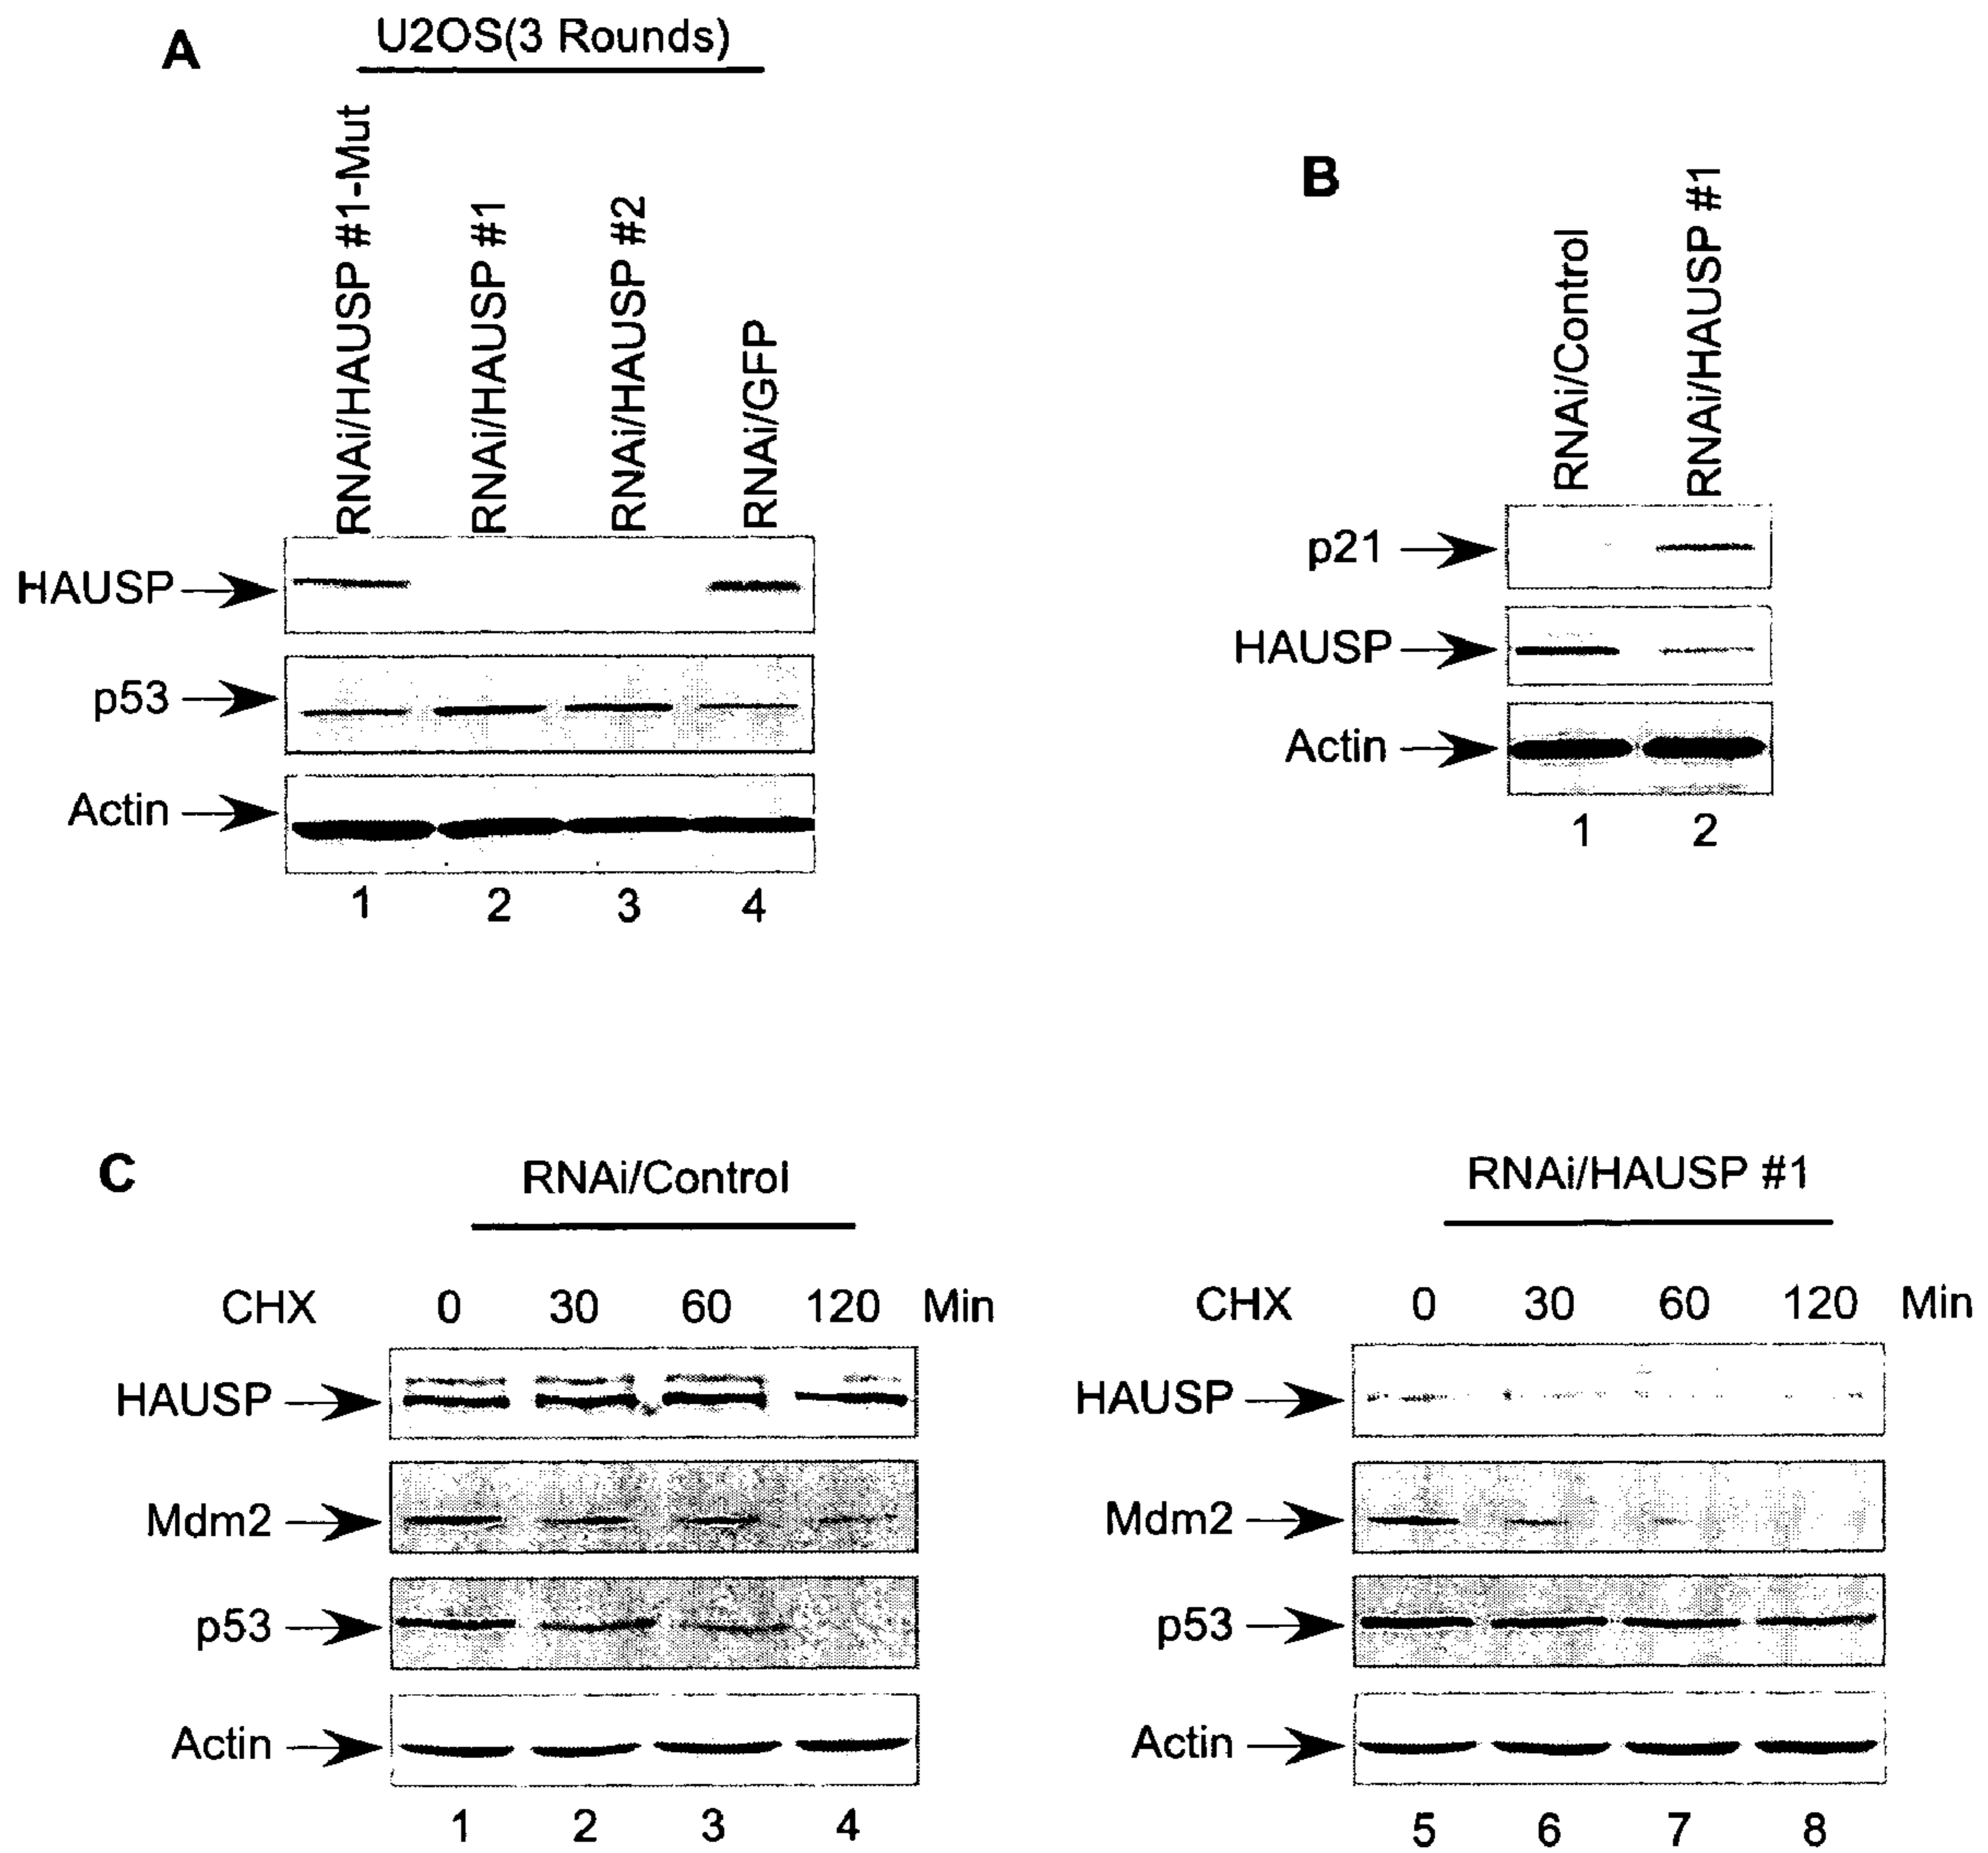 A
U2OS(3 Rounds)
RNAi/HAUSP #1-Mut
RNAi/HAUSP #1
RNAi/HAUSP #2
RNAi/GFP
HAUSP
p53
Actin
1 2 3 4
B
RNAi/Control
RNAi/HAUSP #1
p21
HAUSP
Actin
1 2
C
RNAi/Control
CHX 0 30 60 120 Min
HAUSP
Mdm2
p53
Actin
1 2 3 4
RNAi/HAUSP #1
CHX 0 30 60 120 Min
HAUSP
Mdm2
p53
Actin
5 6 7 8